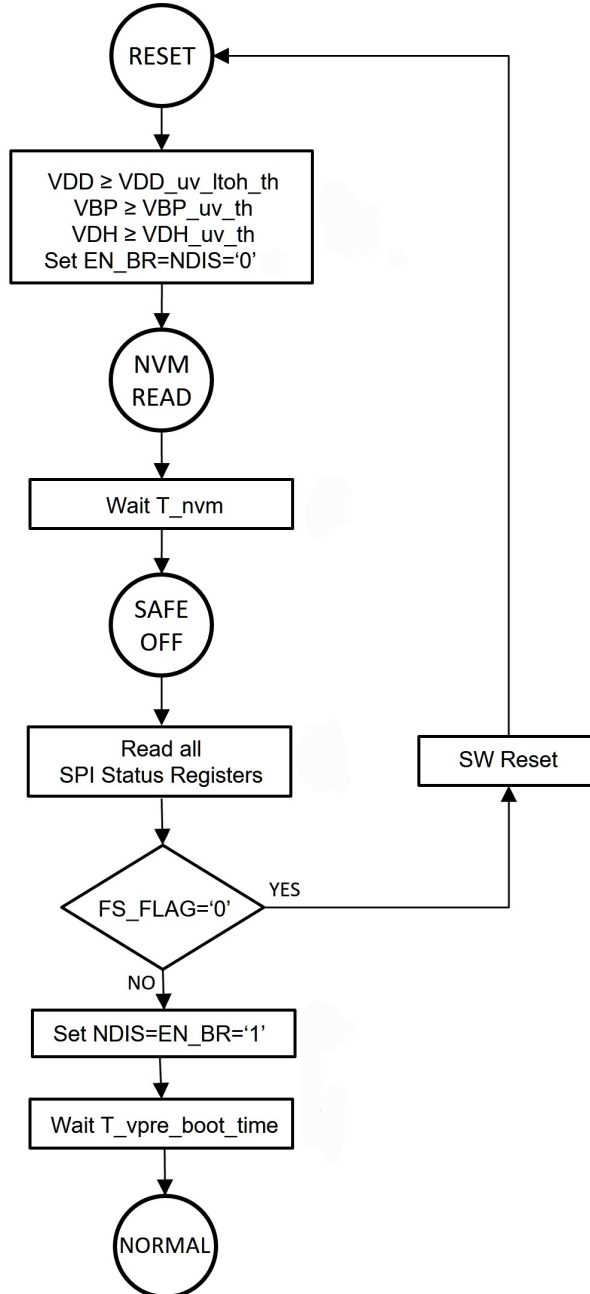 RESET
VDD ≥ VDD_uv_ltoh_th
VBP ≥ VBP_uv_th
VDH ≥ VDH_uv_th
Set EN_BR=NDIS=‘0’
NVM
READ
Wait T_nvm
SAFE
OFF
Read all
SPI Status Registers
SW Reset
YES
FS_FLAG=‘0’
NO
Set NDIS=EN_BR=‘1’
Wait T_vpre_boot_time
NORMAL